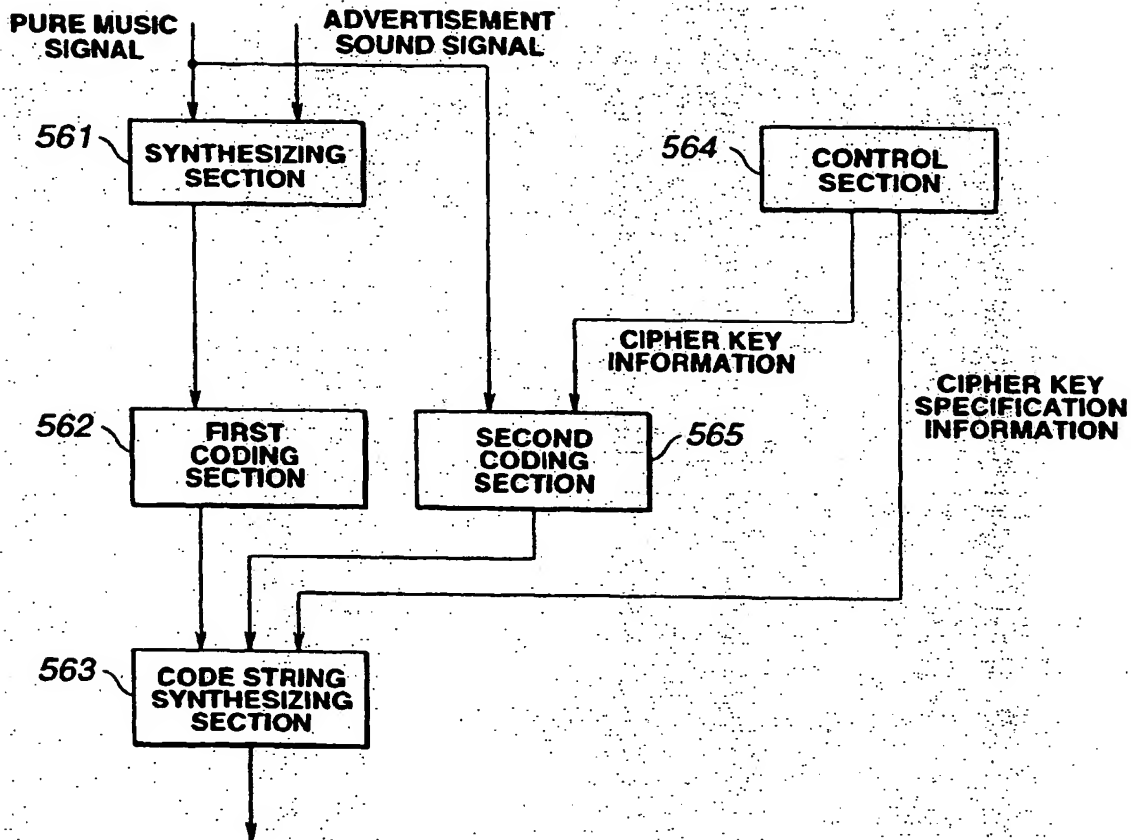 PURE MUSIC
SIGNAL
ADVERTISEMENT
SOUND SIGNAL
561
SYNTHESIZING
SECTION
564
CONTROL
SECTION
CIPHER KEY
INFORMATION
CIPHER KEY
SPECIFICATION
INFORMATION
562
FIRST
CODING
SECTION
SECOND
CODING
SECTION
565
563
CODE STRING
SYNTHESIZING
SECTION